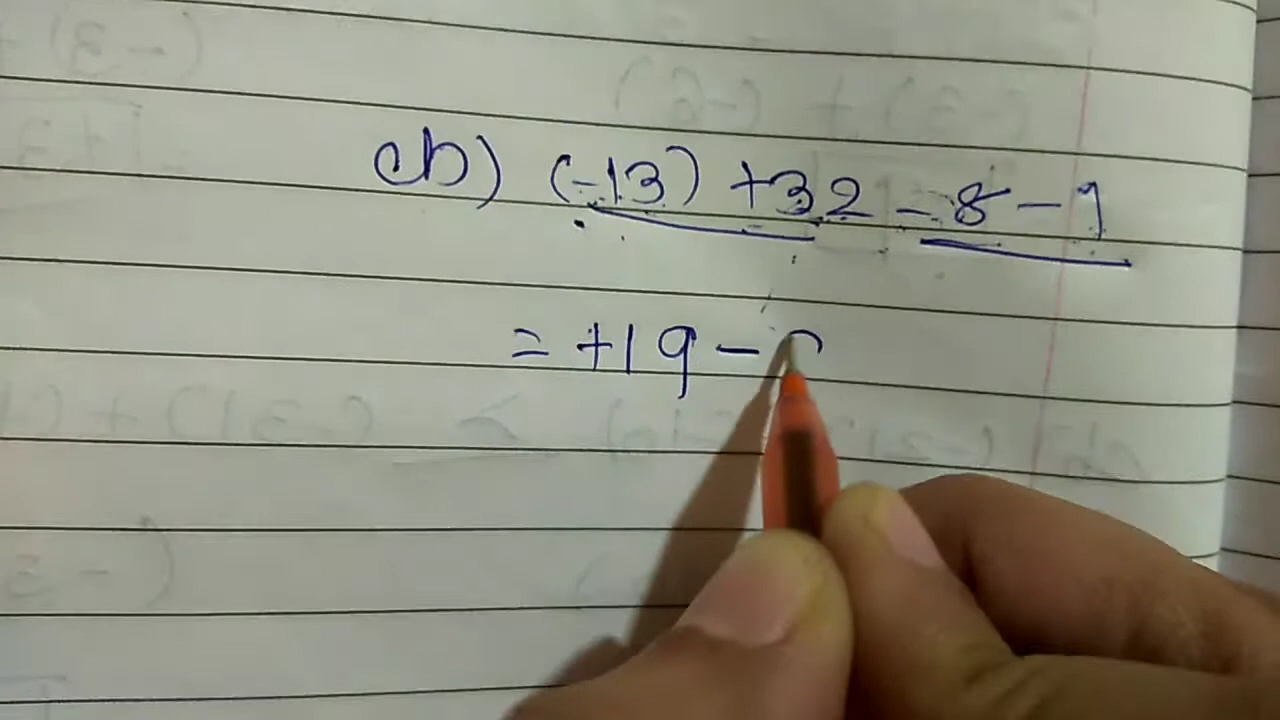 (b) (-13) +32 - 8 - 1
= +19 -